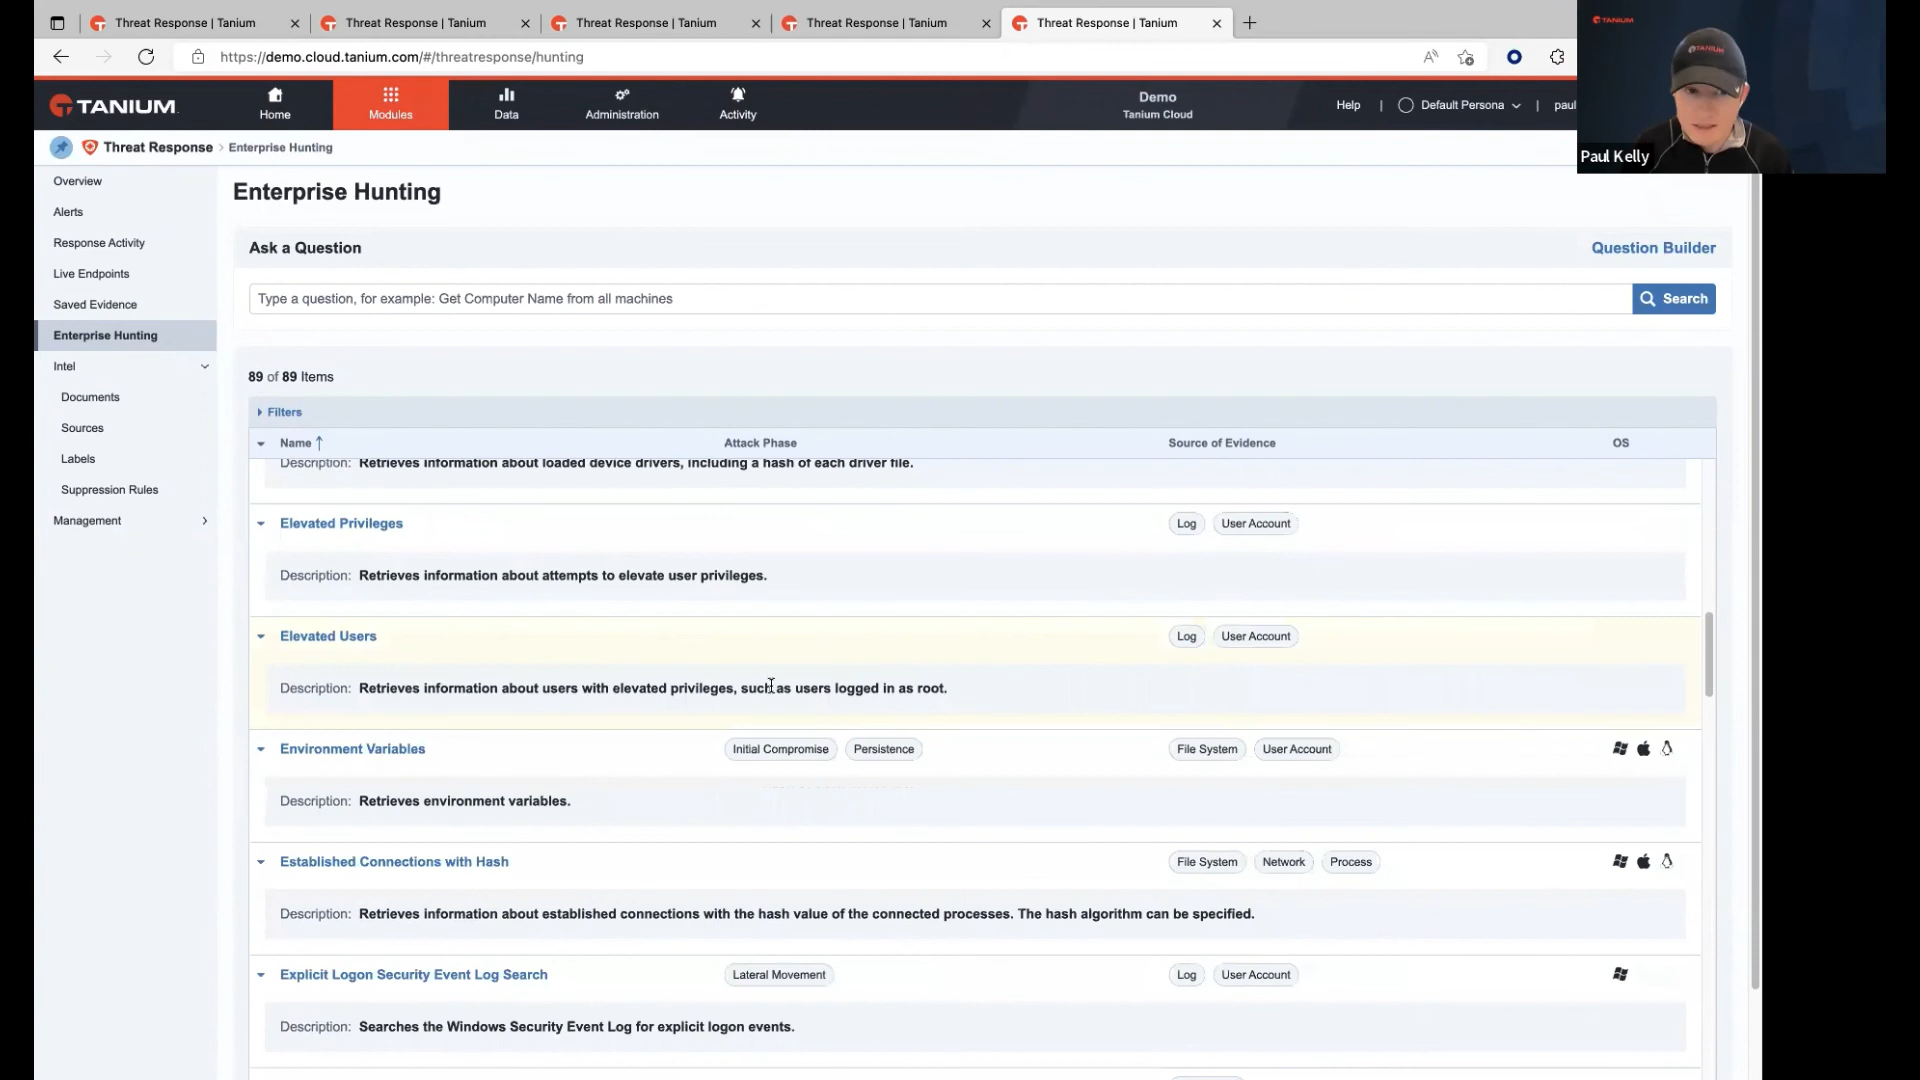 Threat Response | Tanium
Threat Response | Tanium
Threat Response | Tanium
Threat Response | Tanium
Threat Response | Tanium
https://demo.cloud.tanium.com/#/threatresponse/hunting
TANIUM
TANIUM
TANIUM
Home
Modules
Data
Administration
Activity
Demo
Tanium Cloud
Help
Default Persona
paul
Paul Kelly
Threat Response > Enterprise Hunting
Overview
Alerts
Response Activity
Live Endpoints
Saved Evidence
Enterprise Hunting
Intel
Documents
Sources
Labels
Suppression Rules
Management
Enterprise Hunting
Ask a Question
Question Builder
Type a question, for example: Get Computer Name from all machines
Search
89 of 89 Items
Filters
Name Attack Phase Source of Evidence OS
Description: Retrieves information about loaded device drivers, including a hash of each driver file.
Elevated Privileges Log User Account
Description: Retrieves information about attempts to elevate user privileges.
Elevated Users Log User Account
Description: Retrieves information about users with elevated privileges, such as users logged in as root.
Environment Variables Initial Compromise Persistence File System User Account
Description: Retrieves environment variables.
Established Connections with Hash File System Network Process
Description: Retrieves information about established connections with the hash value of the connected processes. The hash algorithm can be specified.
Explicit Logon Security Event Log Search Lateral Movement Log User Account
Description: Searches the Windows Security Event Log for explicit logon events.